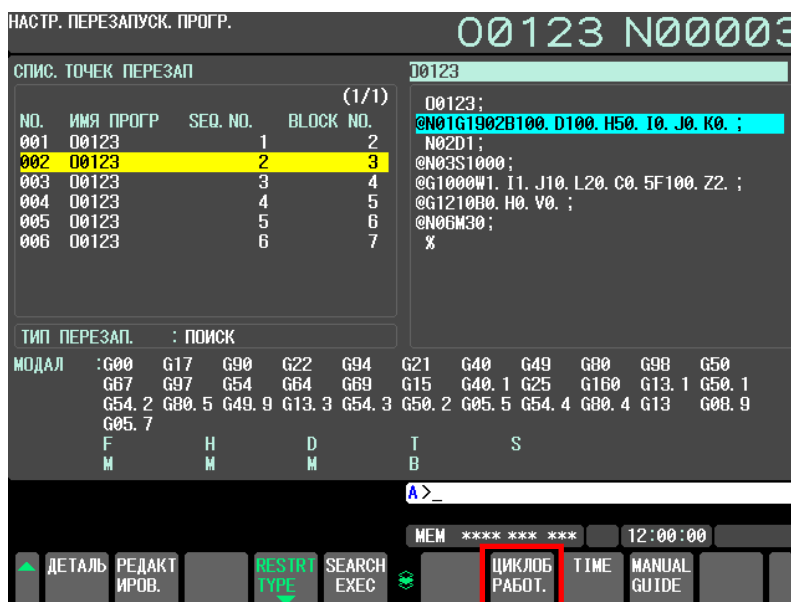 НАСТР. ПЕРЕЗАПУСК. ПРОГР.
O0123 N00003
СПИС. ТОЧЕК ПЕРЕЗАП
(1/1)
NO. ИМЯ ПРОГР SEQ. NO. BLOCK NO.
001 O0123 1 2
002 O0123 2 3
003 O0123 3 4
004 O0123 4 5
005 O0123 5 6
006 O0123 6 7
ТИП ПЕРЕЗАП. : ПОИСК
O0123
O0123;
@N01G1902B100. D100. H50. I0. J0. K0. ;
N02D1;
@N03S1000;
@G1000W1. I1. J10. L20. C0. 5F100. Z2. ;
@G1210B0. H0. V0. ;
@N06M30;
%
МОДАЛ :G00 G17 G90 G22 G94 G21 G40 G49 G80 G98 G50
G67 G97 G54 G64 G69 G15 G40. 1 G25 G160 G13. 1 G50. 1
G54. 2 G80. 5 G49. 9 G13. 3 G54. 3 G50. 2 G05. 5 G54. 4 G80. 4 G13 G08. 9
G05. 7
F H D T S
M M M B
A >_
MEM **** *** *** 12:00:00
ДЕТАЛЬ РЕДАКТ ИРОВ. RESTRT TYPE SEARCH EXEC ЦИКЛОБ РАБОТ. TIME MANUAL GUIDE